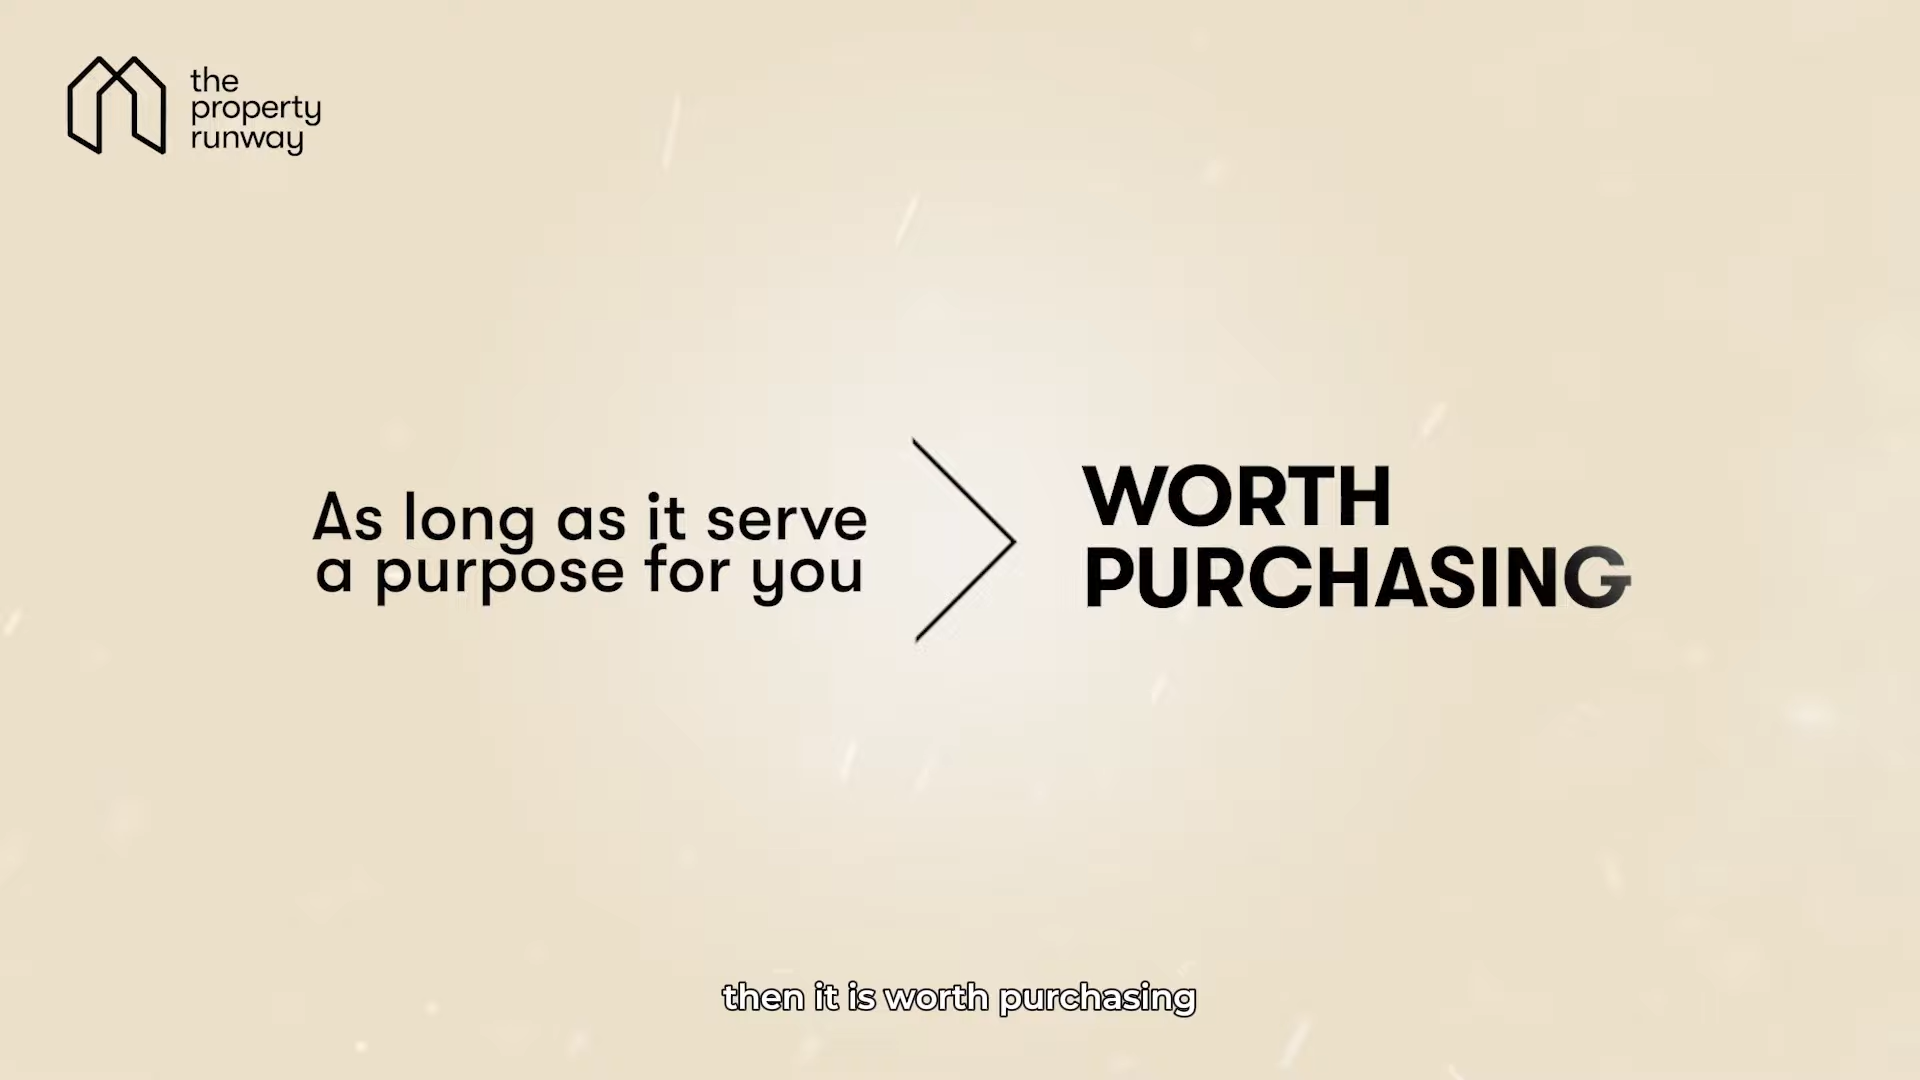 the
property
runway
As long as it serve
a purpose for you
WORTH
PURCHASING
then it is worth purchasing